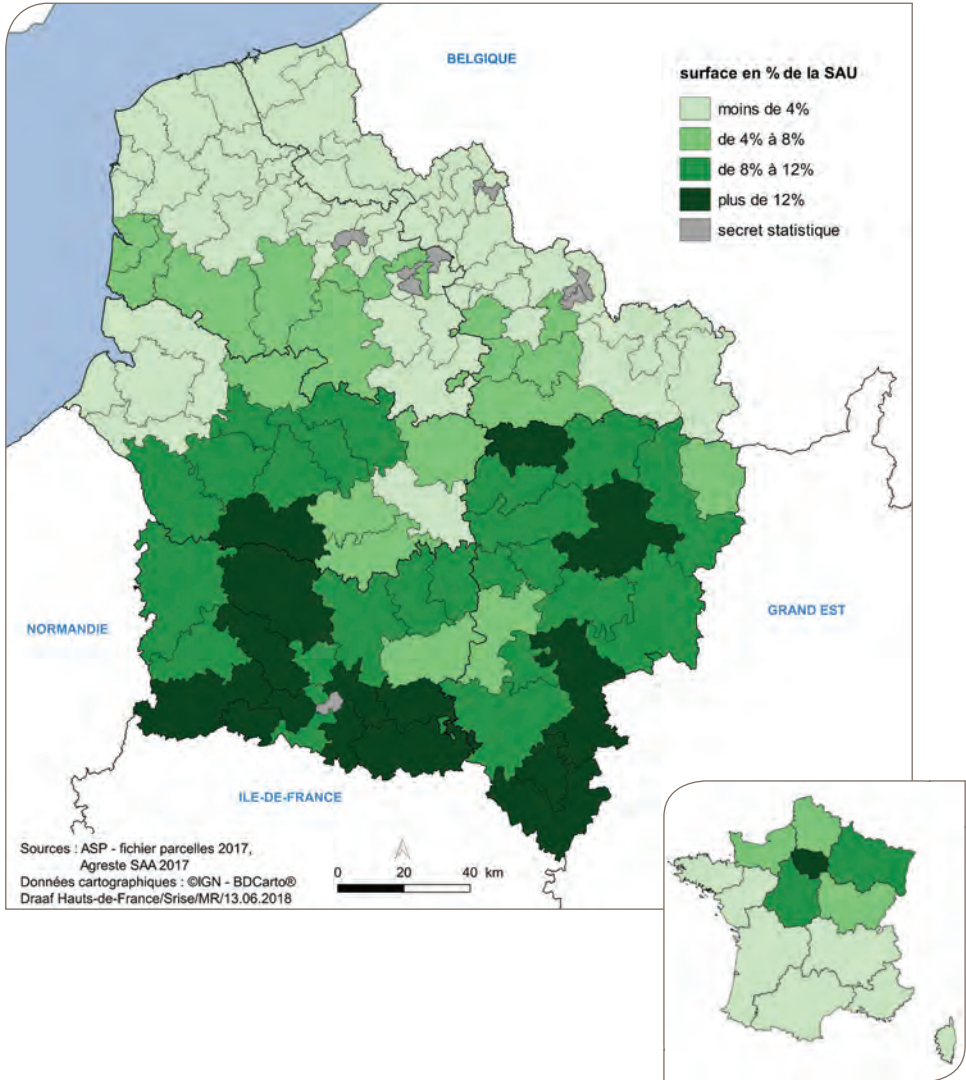 BELGIQUE
surface en % de la SAU
moins de 4%
de 4% à 8%
de 8% à 12%
plus de 12%
secret statistique
NORMANDIE
GRAND EST
ILE-DE-FRANCE
Sources : ASP - fichier parcelles 2017,
Agreste SAA 2017
Données cartographiques : ©IGN - BDCarto®
Draaf Hauts-de-France/Srise/MR/13.06.2018
0 20 40 km